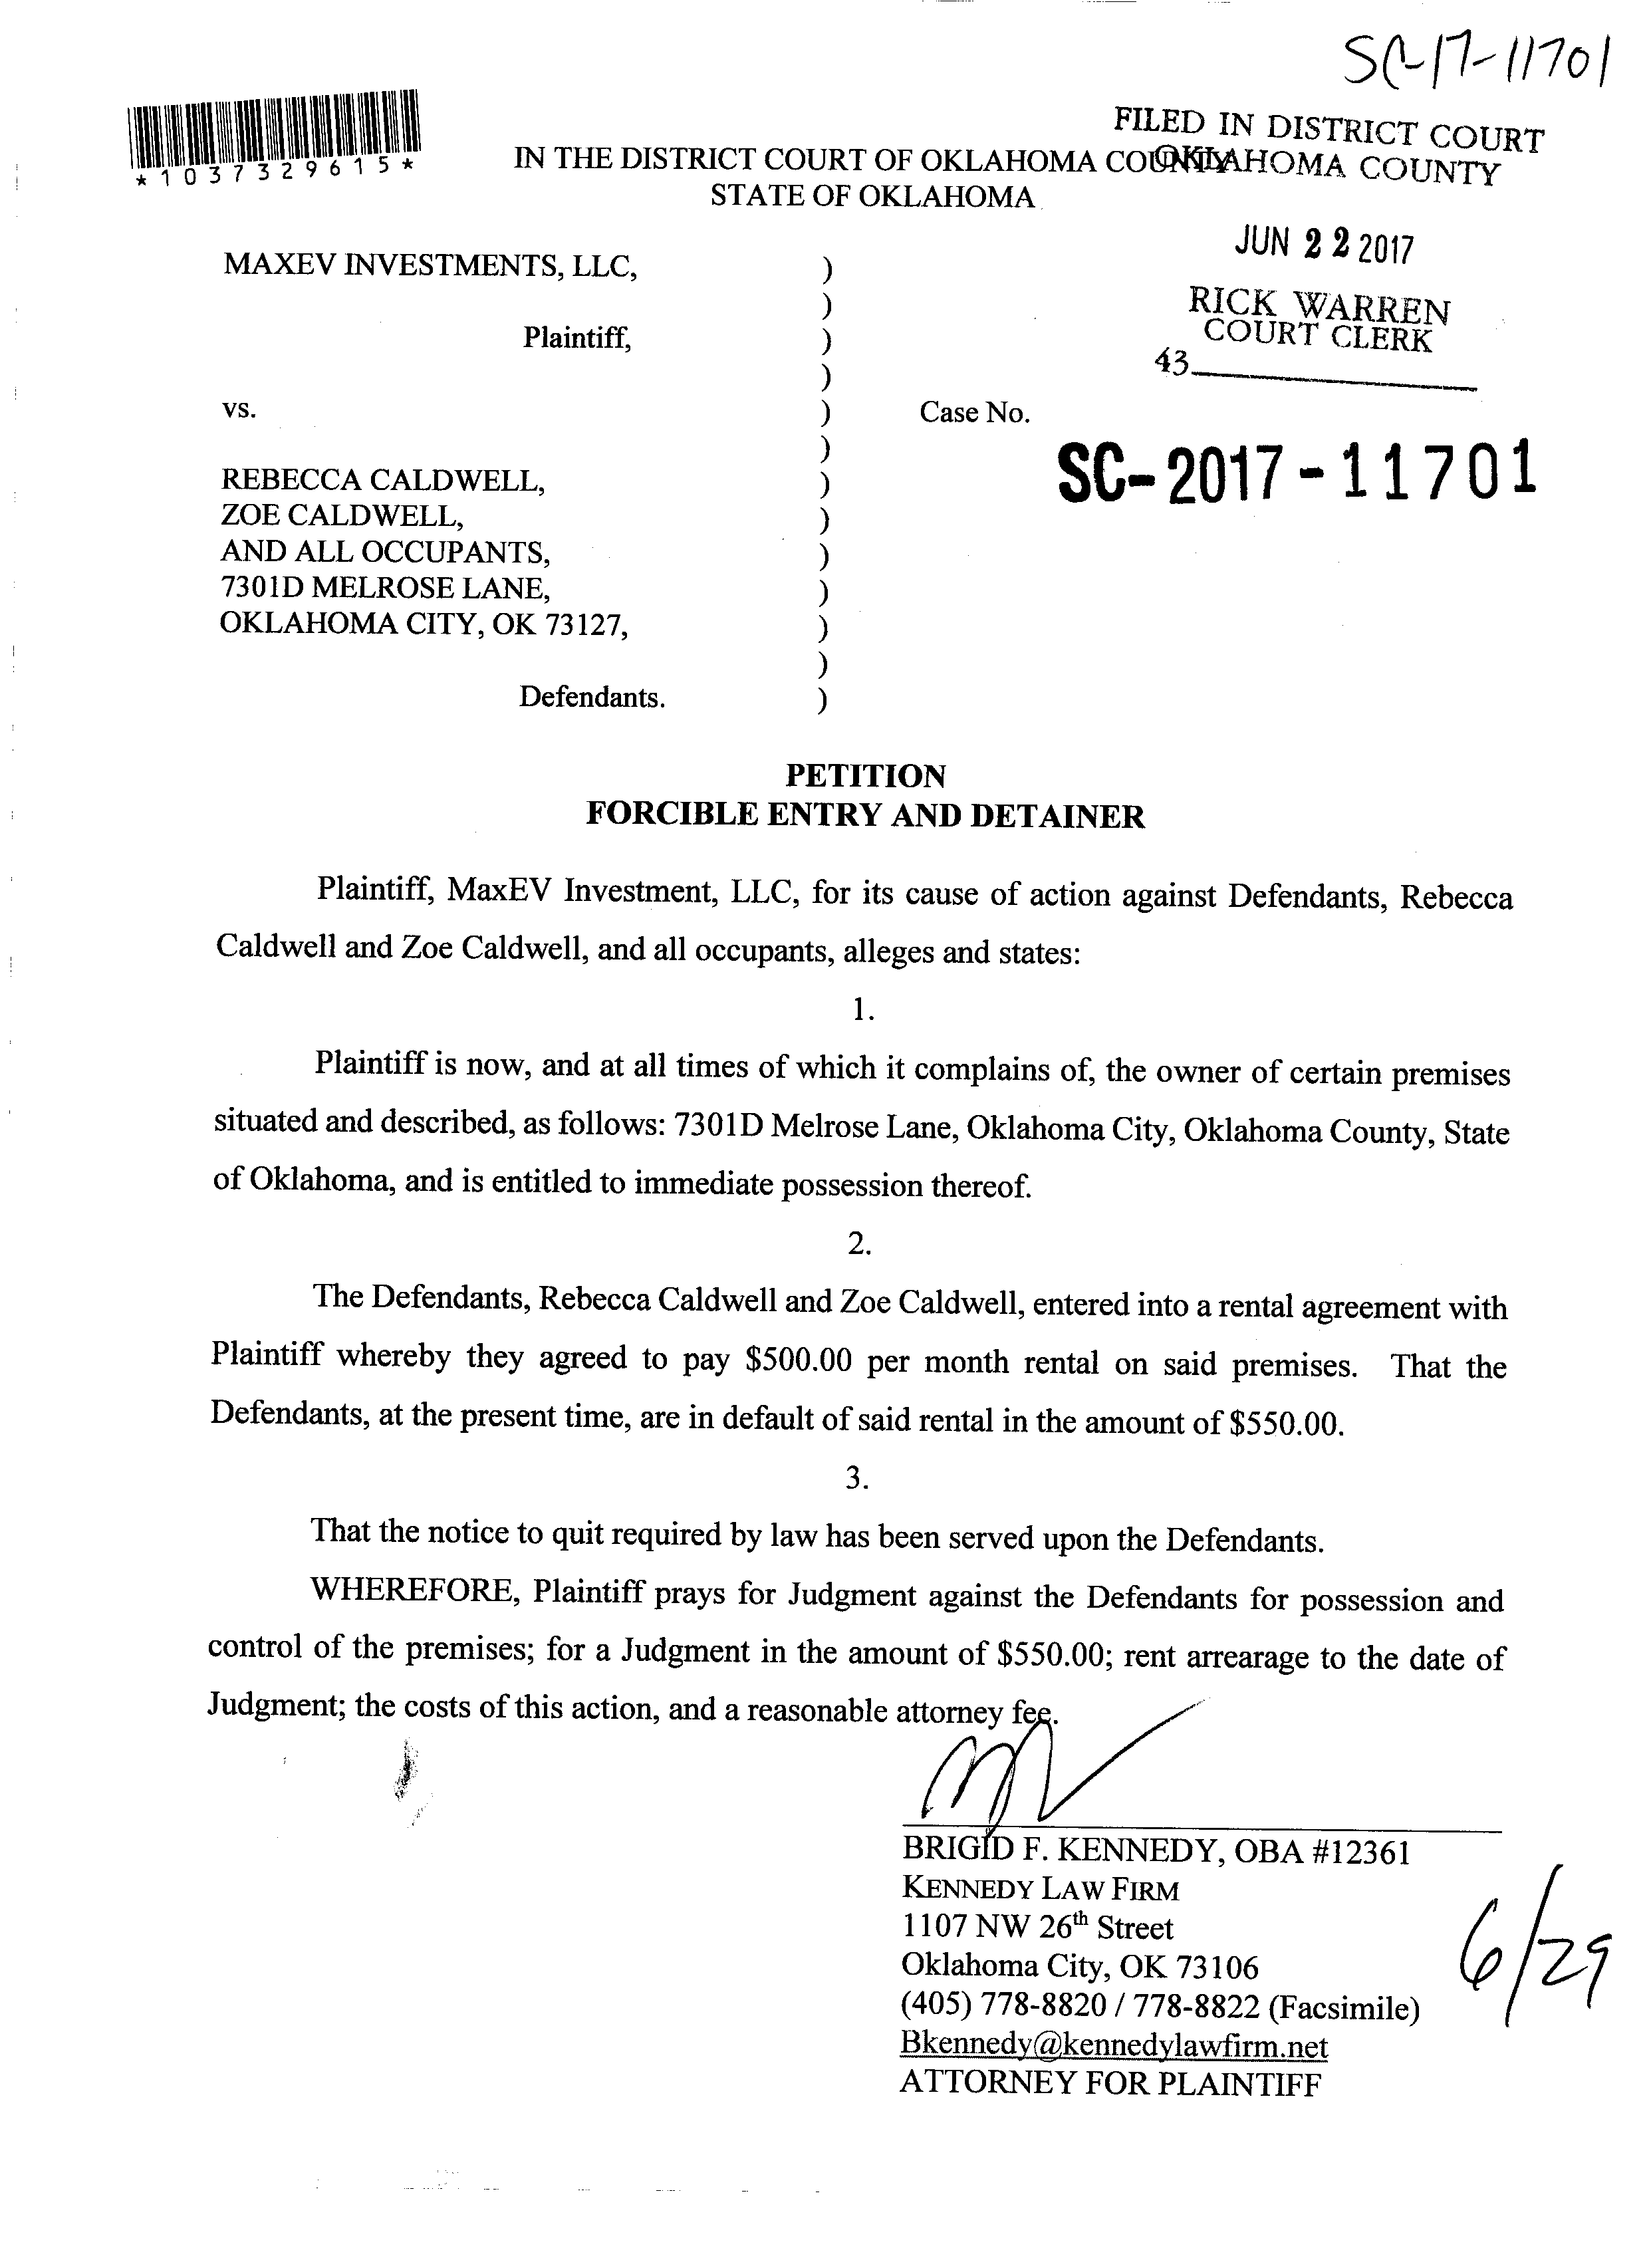 SC-17-11701
*1037329615*
FILED IN DISTRICT COURT
OKLAHOMA COUNTY
IN THE DISTRICT COURT OF OKLAHOMA COUNTY
STATE OF OKLAHOMA
JUN 22 2017
MAXEV INVESTMENTS, LLC, )
)
RICK WARREN
COURT CLERK
Plaintiff, )
43
)
vs. ) Case No.
)
SC-2017-11701
REBECCA CALDWELL, )
ZOE CALDWELL, )
AND ALL OCCUPANTS, )
7301D MELROSE LANE, )
OKLAHOMA CITY, OK 73127, )
)
Defendants. )
PETITION
FORCIBLE ENTRY AND DETAINER
Plaintiff, MaxEV Investment, LLC, for its cause of action against Defendants, Rebecca
Caldwell and Zoe Caldwell, and all occupants, alleges and states:
1.
Plaintiff is now, and at all times of which it complains of, the owner of certain premises
situated and described, as follows: 7301D Melrose Lane, Oklahoma City, Oklahoma County, State
of Oklahoma, and is entitled to immediate possession thereof.
2.
The Defendants, Rebecca Caldwell and Zoe Caldwell, entered into a rental agreement with
Plaintiff whereby they agreed to pay $500.00 per month rental on said premises. That the
Defendants, at the present time, are in default of said rental in the amount of $550.00.
3.
That the notice to quit required by law has been served upon the Defendants.
WHEREFORE, Plaintiff prays for Judgment against the Defendants for possession and
control of the premises; for a Judgment in the amount of $550.00; rent arrearage to the date of
Judgment; the costs of this action, and a reasonable attorney fee.
BRIGID F. KENNEDY, OBA #12361
KENNEDY LAW FIRM
1107 NW 26th Street
Oklahoma City, OK 73106
(405) 778-8820 / 778-8822 (Facsimile)
Bkennedy@kennedylawfirm.net
ATTORNEY FOR PLAINTIFF
6/29